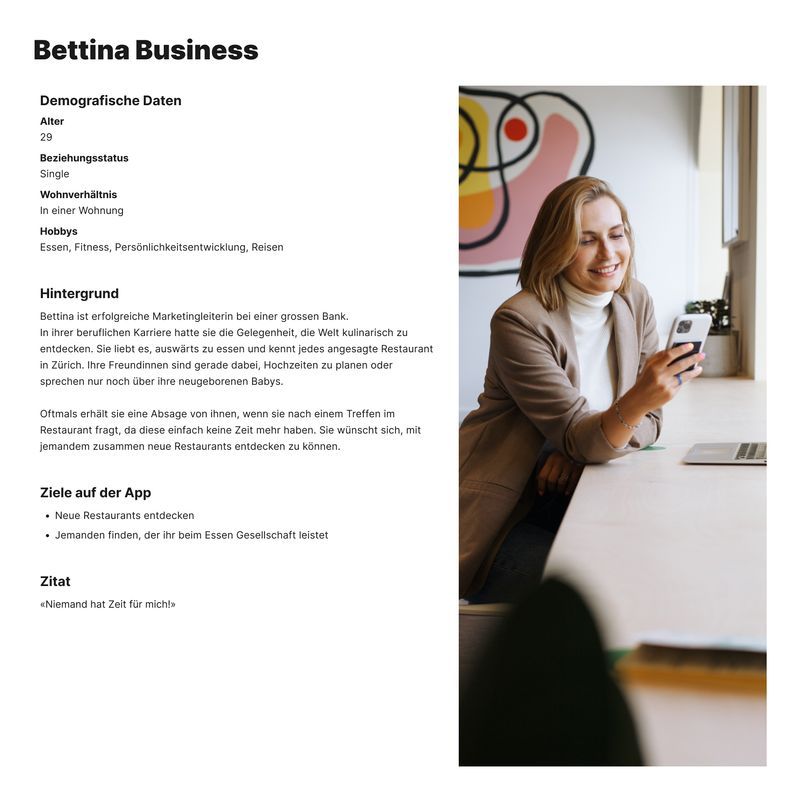 Bettina Business
Demografische Daten
Alter
29
Beziehungsstatus
Single
Wohnverhältnis
In einer Wohnung
Hobbys
Essen, Fitness, Persönlichkeitsentwicklung, Reisen
Hintergrund
Bettina ist erfolgreiche Marketingleiterin bei einer grossen Bank.
In ihrer beruflichen Karriere hatte sie die Gelegenheit, die Welt kulinarisch zu
entdecken. Sie liebt es, auswärts zu essen und kennt jedes angesagte Restaurant
in Zürich. Ihre Freundinnen sind gerade dabei, Hochzeiten zu planen oder
sprechen nur noch über ihre neugeborenen Babys.
Oftmals erhält sie eine Absage von ihnen, wenn sie nach einem Treffen im
Restaurant fragt, da diese einfach keine Zeit mehr haben. Sie wünscht sich, mit
jemandem zusammen neue Restaurants entdecken zu können.
Ziele auf der App
• Neue Restaurants entdecken
• Jemanden finden, der ihr beim Essen Gesellschaft leistet
Zitat
«Niemand hat Zeit für mich!»